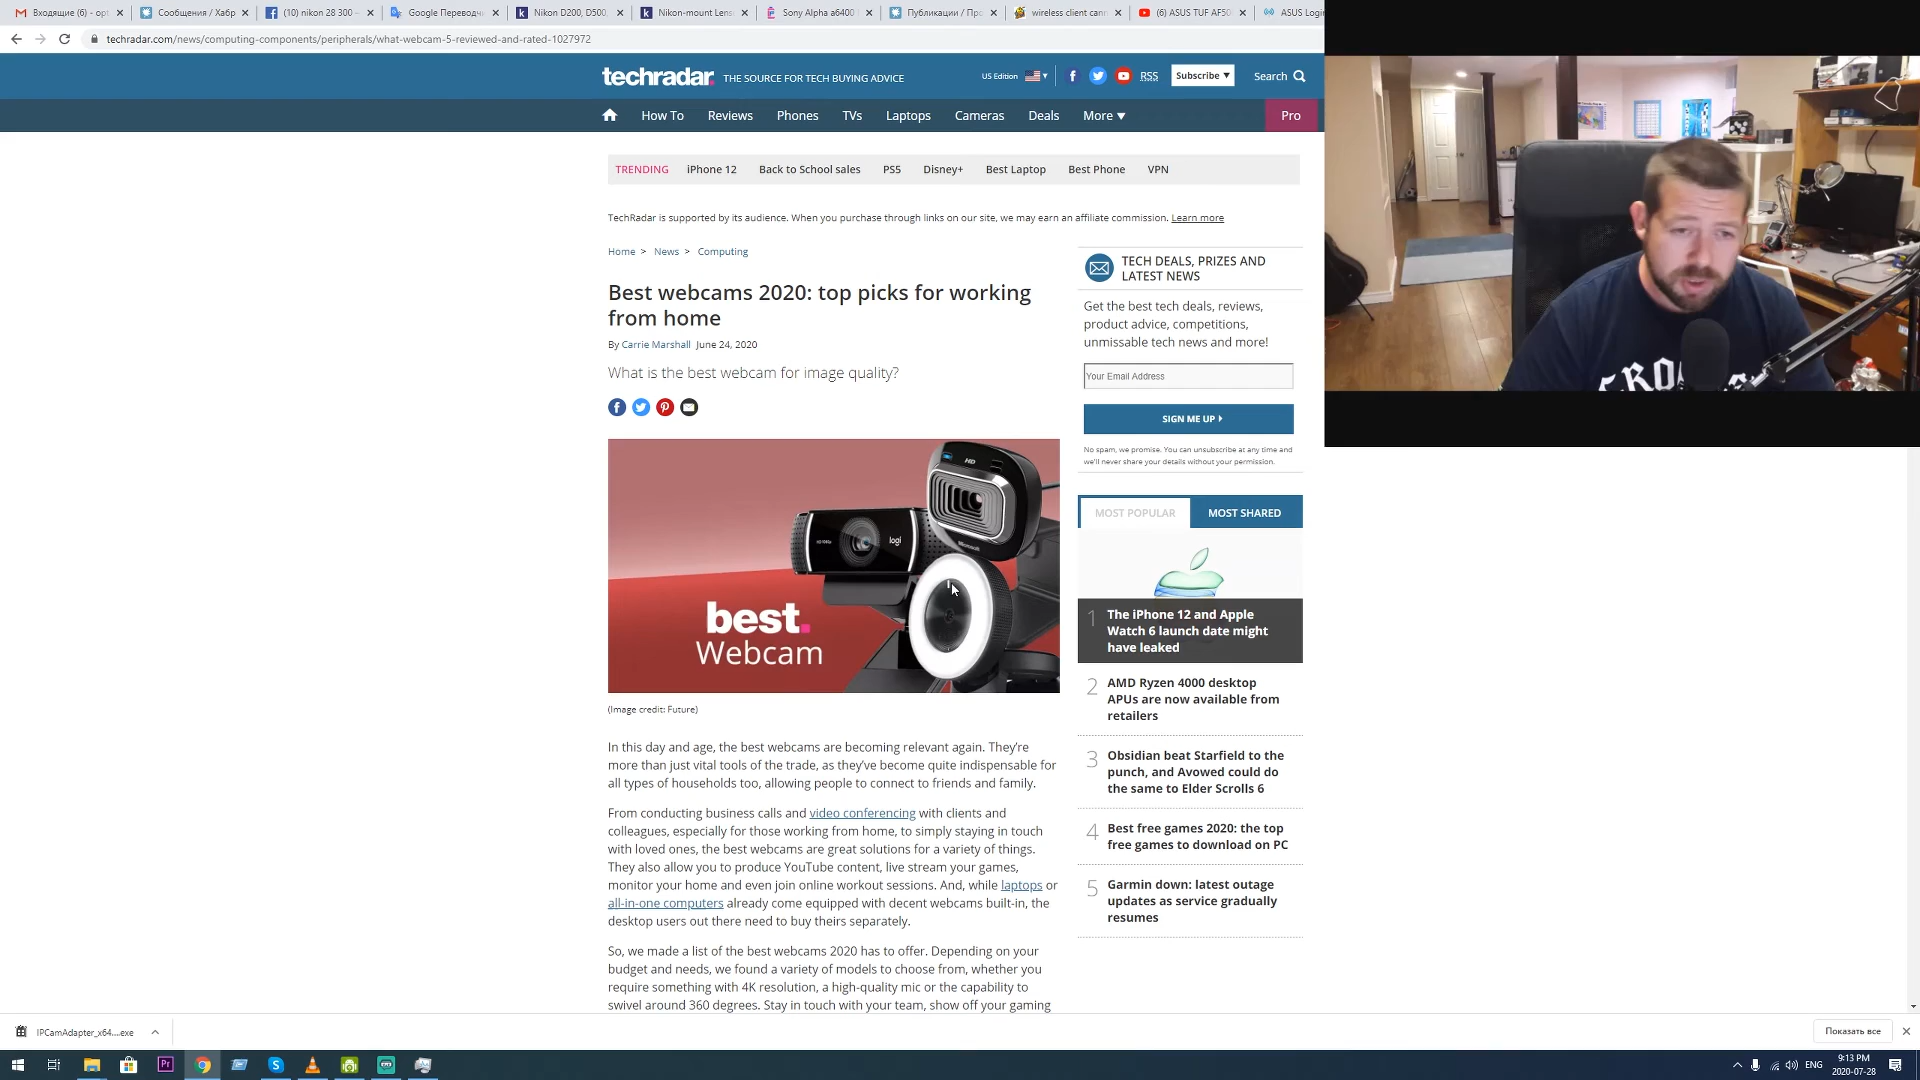 Входящие (6) - opt
Сообщения / Хабр
(10) nikon 28 300 -
Google Переводч
Nikon D200, D500,
Nikon-mount Lens
Sony Alpha a6400
Публикации / Пр
wireless client can
(6) ASUS TUF AF50
ASUS Login
techradar.com/news/computing-components/peripherals/what-webcam-5-reviewed-and-rated-1027972
techradar. THE SOURCE FOR TECH BUYING ADVICE
US Edition
RSS
Subscribe ▼
Search
How To Reviews Phones TVs Laptops Cameras Deals More ▼ Pro
TRENDING iPhone 12 Back to School sales PS5 Disney+ Best Laptop Best Phone VPN
TechRadar is supported by its audience. When you purchase through links on our site, we may earn an affiliate commission. Learn more
Home > News > Computing
Best webcams 2020: top picks for working
from home
By Carrie Marshall June 24, 2020
What is the best webcam for image quality?
HD
HD 1080p
logi
best.
Webcam
(Image credit: Future)
In this day and age, the best webcams are becoming relevant again. They're
more than just vital tools of the trade, as they've become quite indispensable for
all types of households too, allowing people to connect to friends and family.
From conducting business calls and video conferencing with clients and
colleagues, especially for those working from home, to simply staying in touch
with loved ones, the best webcams are great solutions for a variety of things.
They also allow you to produce YouTube content, live stream your games,
monitor your home and even join online workout sessions. And, while laptops or
all-in-one computers already come equipped with decent webcams built-in, the
desktop users out there need to buy theirs separately.
So, we made a list of the best webcams 2020 has to offer. Depending on your
budget and needs, we found a variety of models to choose from, whether you
require something with 4K resolution, a high-quality mic or the capability to
swivel around 360 degrees. Stay in touch with your team, show off your gaming
TECH DEALS, PRIZES AND
LATEST NEWS
Get the best tech deals, reviews,
product advice, competitions,
unmissable tech news and more!
Your Email Address
SIGN ME UP
No spam, we promise. You can unsubscribe at any time and
we'll never share your details without your permission.
MOST POPULAR MOST SHARED
1 The iPhone 12 and Apple
Watch 6 launch date might
have leaked
2 AMD Ryzen 4000 desktop
APUs are now available from
retailers
3 Obsidian beat Starfield to the
punch, and Avowed could do
the same to Elder Scrolls 6
4 Best free games 2020: the top
free games to download on PC
5 Garmin down: latest outage
updates as service gradually
resumes
IPCamAdapter_x64....exe
Показать все
Pr
ENG
9:13 PM
2020-07-28